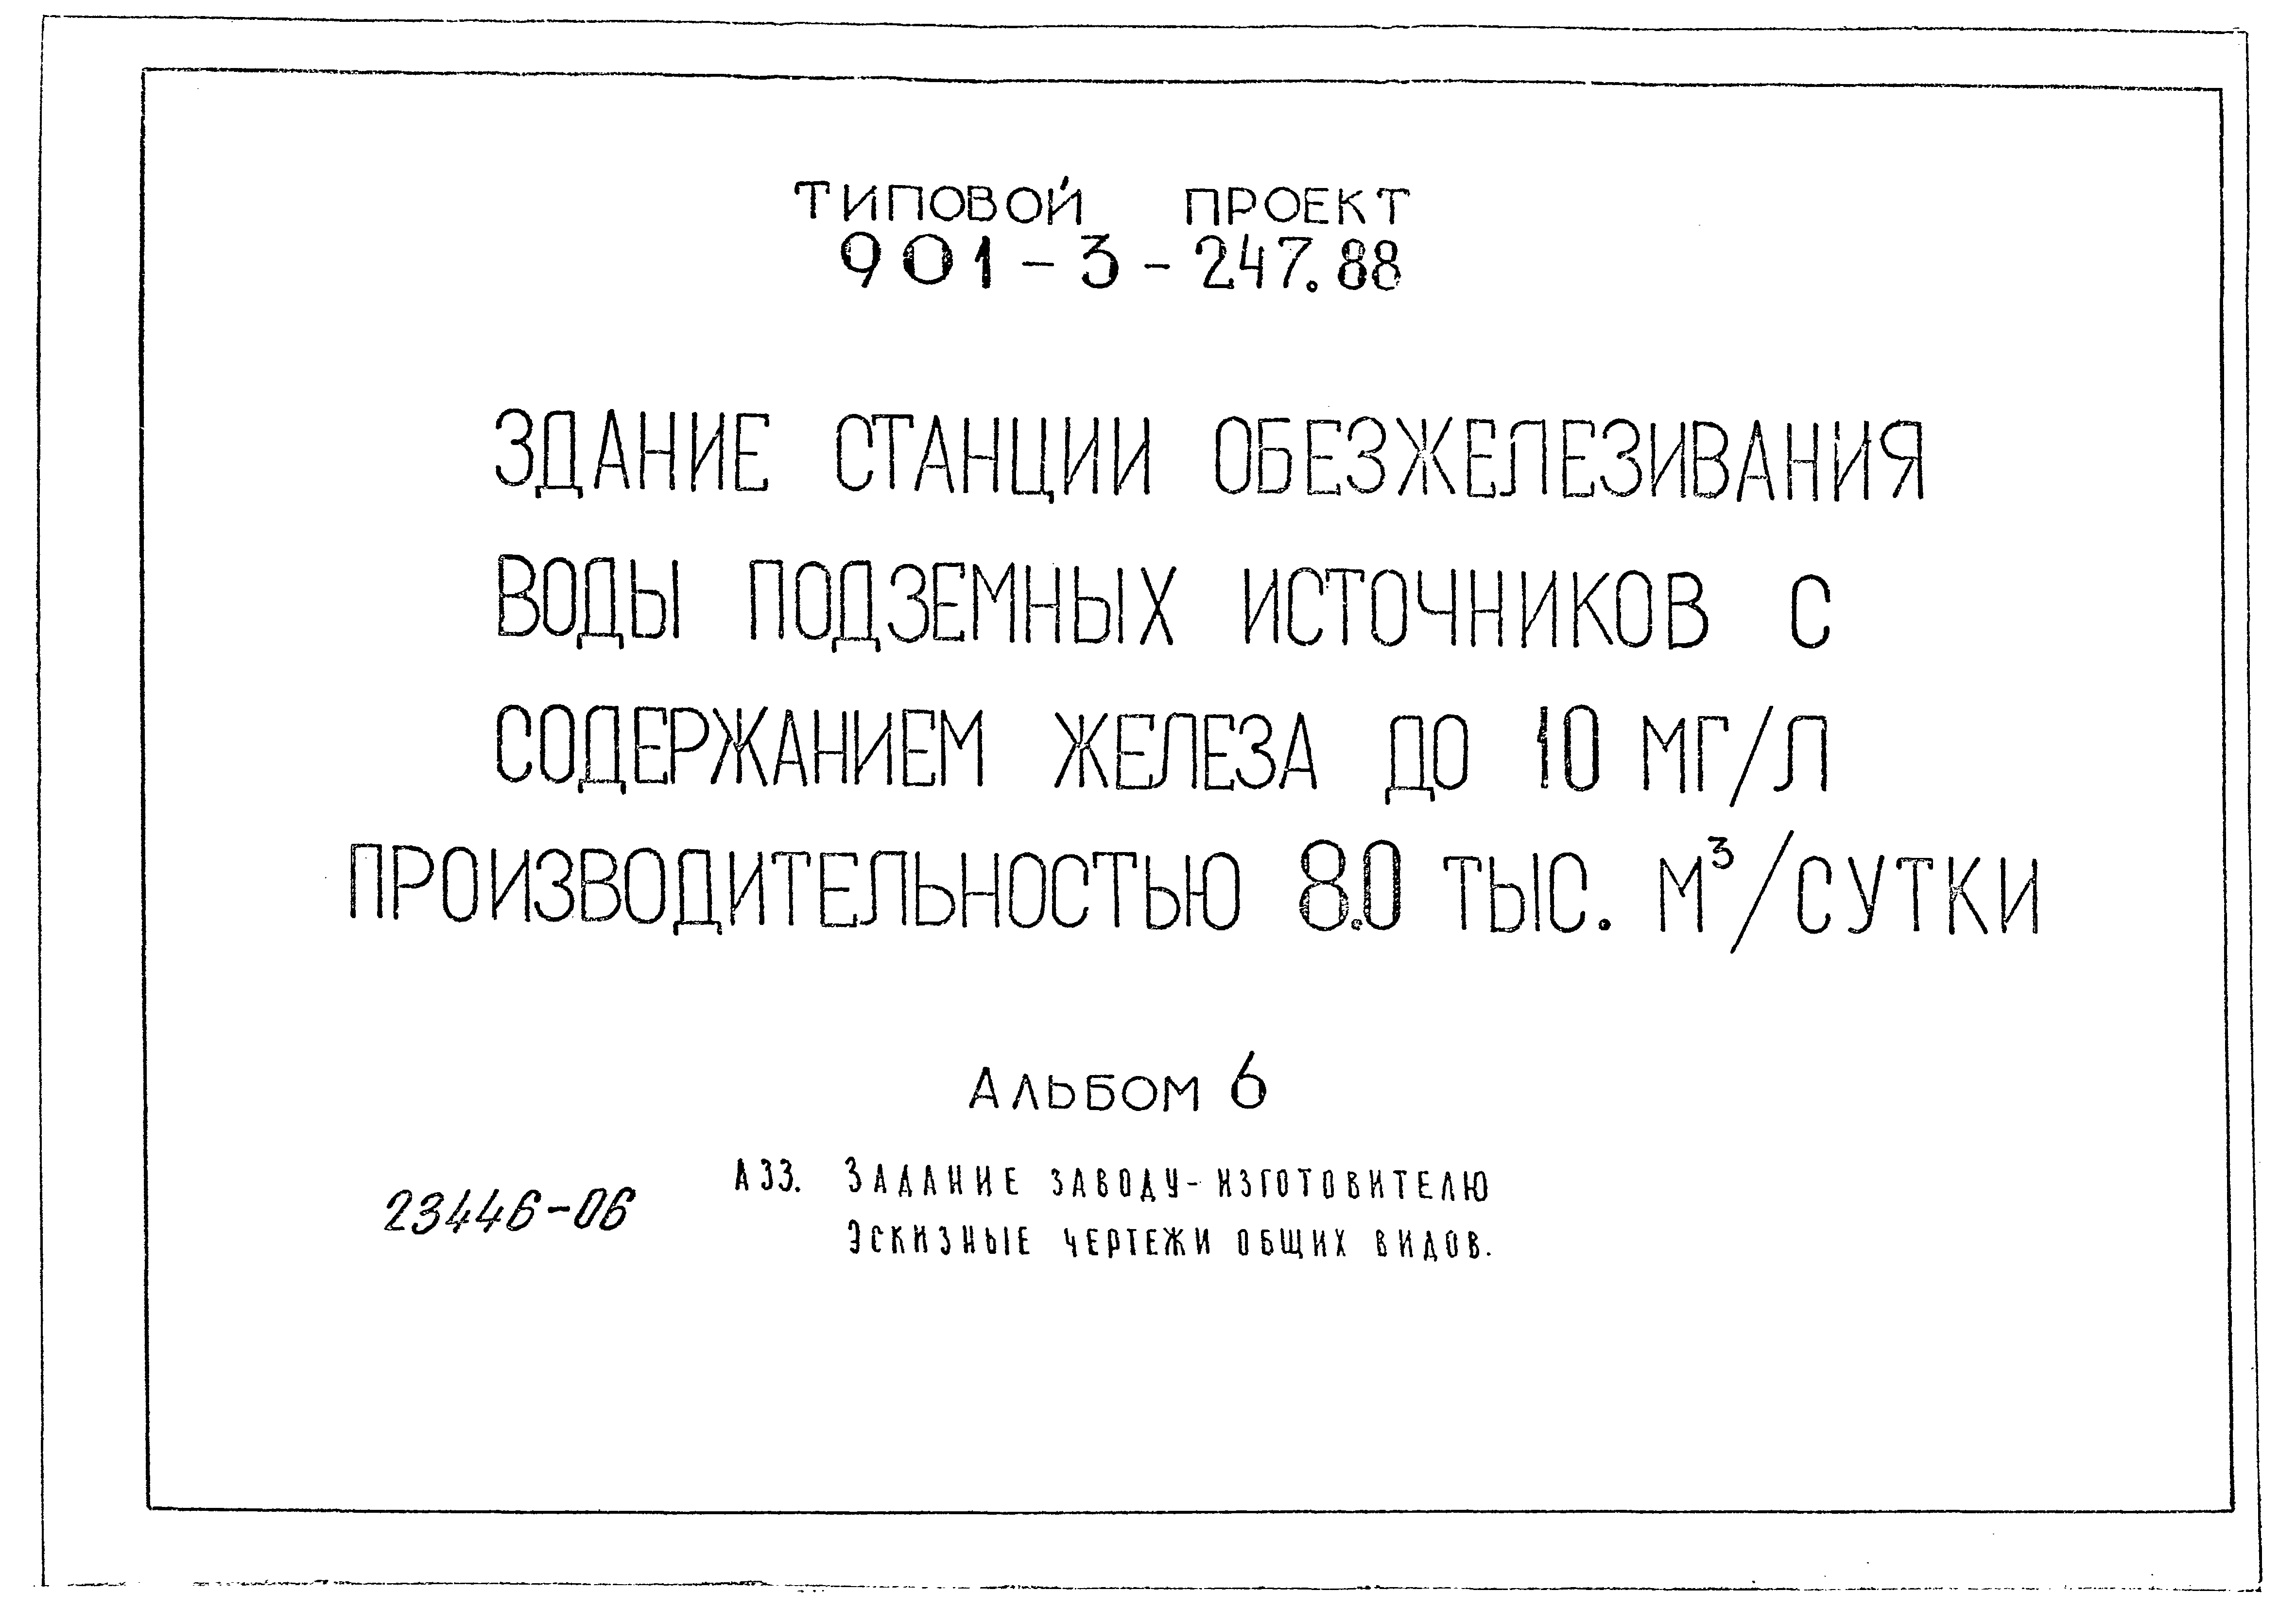 ТИПОВОЙ ПРОЕКТ
901-3-247.88
ЗДАНИЕ СТАНЦИИ ОБЕЗЖЕЛЕЗИВАНИЯ
ВОДЫ ПОДЗЕМНЫХ ИСТОЧНИКОВ С
СОДЕРЖАНИЕМ ЖЕЛЕЗА ДО 10 МГ/Л
ПРОИЗВОДИТЕЛЬНОСТЬЮ 8.0 ТЫС. М³/СУТКИ
АЛЬБОМ 6
АЗЗ. ЗАДАНИЕ ЗАВОДУ-ИЗГОТОВИТЕЛЮ
23446-06
ЭСКИЗНЫЕ ЧЕРТЕЖИ ОБЩИХ ВИДОВ.